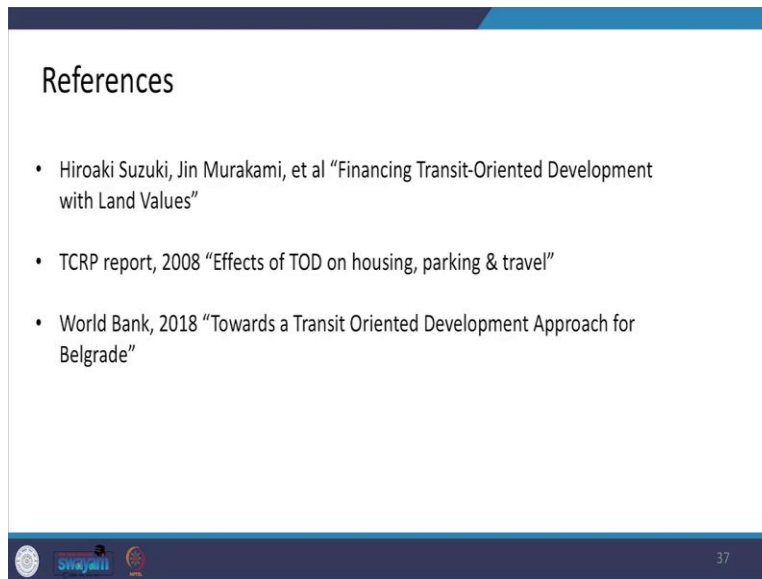 References
• Hiroaki Suzuki, Jin Murakami, et al “Financing Transit-Oriented Development
with Land Values”
• TCRP report, 2008 “Effects of TOD on housing, parking & travel”
• World Bank, 2018 “Towards a Transit Oriented Development Approach for
Belgrade”
swayam
37